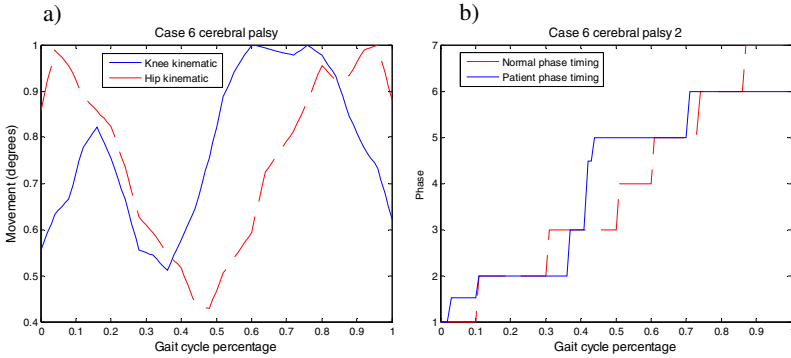 a)
Case 6 cerebral palsy
Knee kinematic
Hip kinematic
Movement (degrees)
1
0.9
0.8
0.7
0.6
0.5
0.4
0 0.1 0.2 0.3 0.4 0.5 0.6 0.7 0.8 0.9 1
Gait cycle percentage
b)
Case 6 cerebral palsy 2
Normal phase timing
Patient phase timing
Phase
7
6
5
4
3
2
1
0 0.1 0.2 0.3 0.4 0.5 0.6 0.7 0.8 0.9 1
Gait cycle percentage